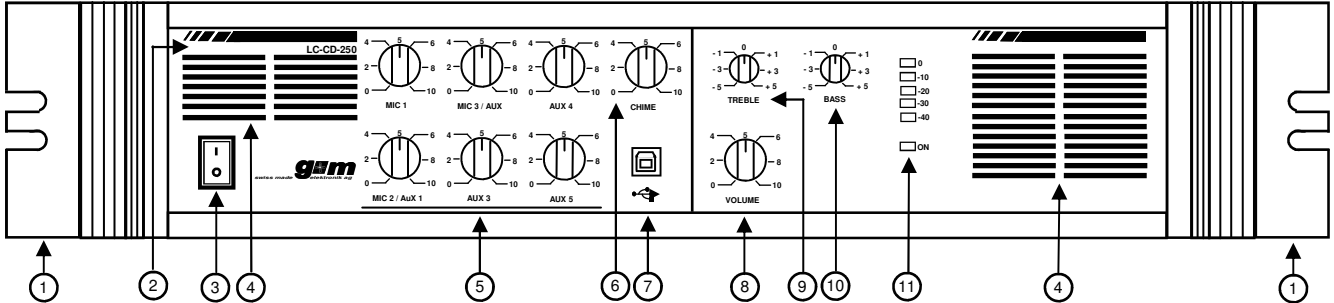 LC-CD-250
4 5 6
2 8
0 10
MIC 1
4 5 6
2 8
0 10
MIC 3 / AUX
4 5 6
2 8
0 10
AUX 4
4 5 6
2 8
0 10
CHIME
4 5 6
2 8
0 10
MIC 2 / AuX 1
4 5 6
2 8
0 10
AUX 3
4 5 6
2 8
0 10
AUX 5
- 1 0 + 1
- 3 + 3
- 5 + 5
TREBLE
- 1 0 + 1
- 3 + 3
- 5 + 5
BASS
4 5 6
2 8
0 10
VOLUME
0
-10
-20
-30
-40
ON
I
swiss made g+m elektronik ag
1 2 3 4 5 6 7 8 9 10 11 4 1